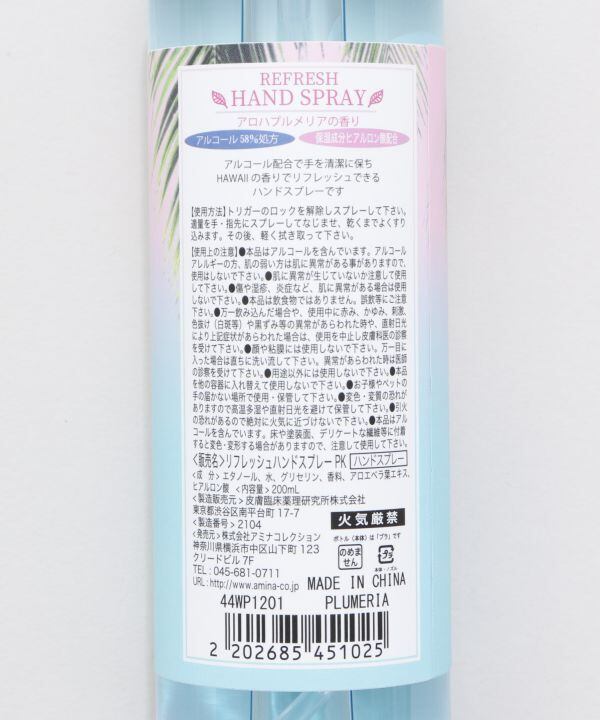 REFRESH
HAND SPRAY
アロハプルメリアの香り
アルコール58%処方 保湿成分ヒアルロン酸配合
アルコール配合で手を清潔に保ち
HAWAIIの香りでリフレッシュできる
ハンドスプレーです
【使用方法】トリガーのロックを解除しスプレーして下さい。
適量を手・指先にスプレーしてなじませ、乾くまでよくすり
込みます。その後、軽く拭き取って下さい。
【使用上の注意】●本品はアルコールを含んでいます。アルコール
アレルギーの方、肌の弱い方は肌に異常がある事がありますので、
使用はしないで下さい。●肌に異常が生じていないか注意して使用
して下さい。●傷や湿疹、炎症など、肌に異常がある場合は使用
しないで下さい。●本品は飲食物ではありません。誤飲等にご注意
下さい。●万一飲み込んだ場合や、使用中に赤み、かゆみ、刺激、
色抜け（白斑等）や黒ずみ等の異常があらわれた時や、直射日光
により上記症状があらわれた場合は、使用を中止し皮膚科医の診察
を受けて下さい。●顔や粘膜には使用しないで下さい。万一目に
入った場合は直ちに洗い流して下さい。異常があらわれた時は医師
の診察を受けて下さい。●用途以外には使用しないで下さい。●本品
を他の容器に入れ替えて使用しないで下さい。●お子様やペットの
手の届かない場所で使用・保管して下さい。●変色・変質の恐れが
ありますので高温多湿や直射日光を避けて保管して下さい。●引火
の恐れがあるので絶対に火気に近づけないで下さい。●本品はアル
コールを含んでいます。床や塗装面、デリケートな繊維等に付着
すると変色・変形する場合がありますので、注意して使用して下さい。
〈販売名〉リフレッシュハンドスプレー PK ハンドスプレー
〈成 分〉エタノール、水、グリセリン、香料、アロエベラ葉エキス、
ヒアルロン酸 〈内容量〉200mL
〈製造販売元〉皮膚臨床薬理研究所株式会社
東京都渋谷区南平台町 17-7
〈製造番号〉2104
〈発売元〉株式会社アミナコレクション
神奈川県横浜市中区山下町 123
クリードビル 7F
TEL：045-681-0711
URL：http://www.amina-co.jp
火気厳禁
ボトル（本体）は「プラ」です
のめま
せん
プラ
本体・ノズル
MADE IN CHINA
44WP1201 PLUMERIA
2 202685 451025